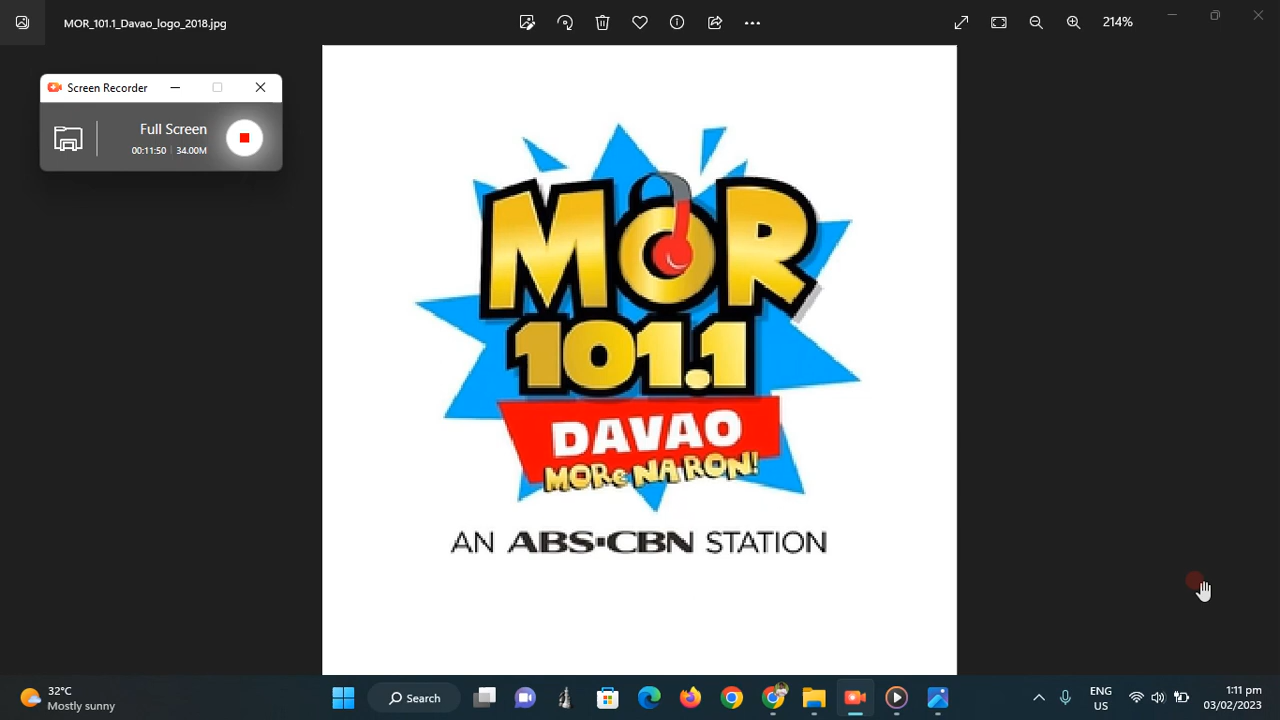 MOR_101.1_Davao_logo_2018.jpg
214%
Screen Recorder
Full Screen
00:11:50 | 34.00M
MOR
101.1
DAVAO
MORe NA RON!
AN ABS-CBN STATION
32°C
Mostly sunny
Search
ENG
US
1:11 pm
03/02/2023